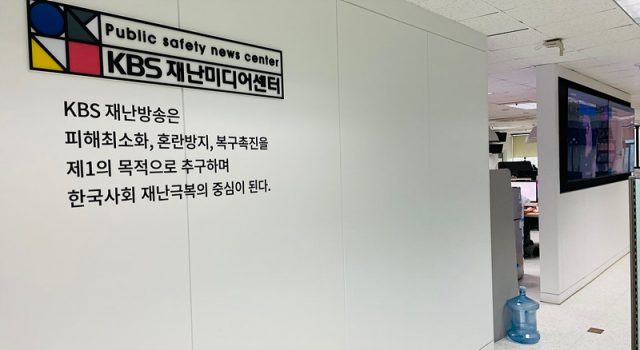 Public safety news center
KBS 재난미디어센터
KBS 재난방송은
피해최소화, 혼란방지, 복구촉진을
제1의 목적으로 추구하며
한국사회 재난극복의 중심이 된다.